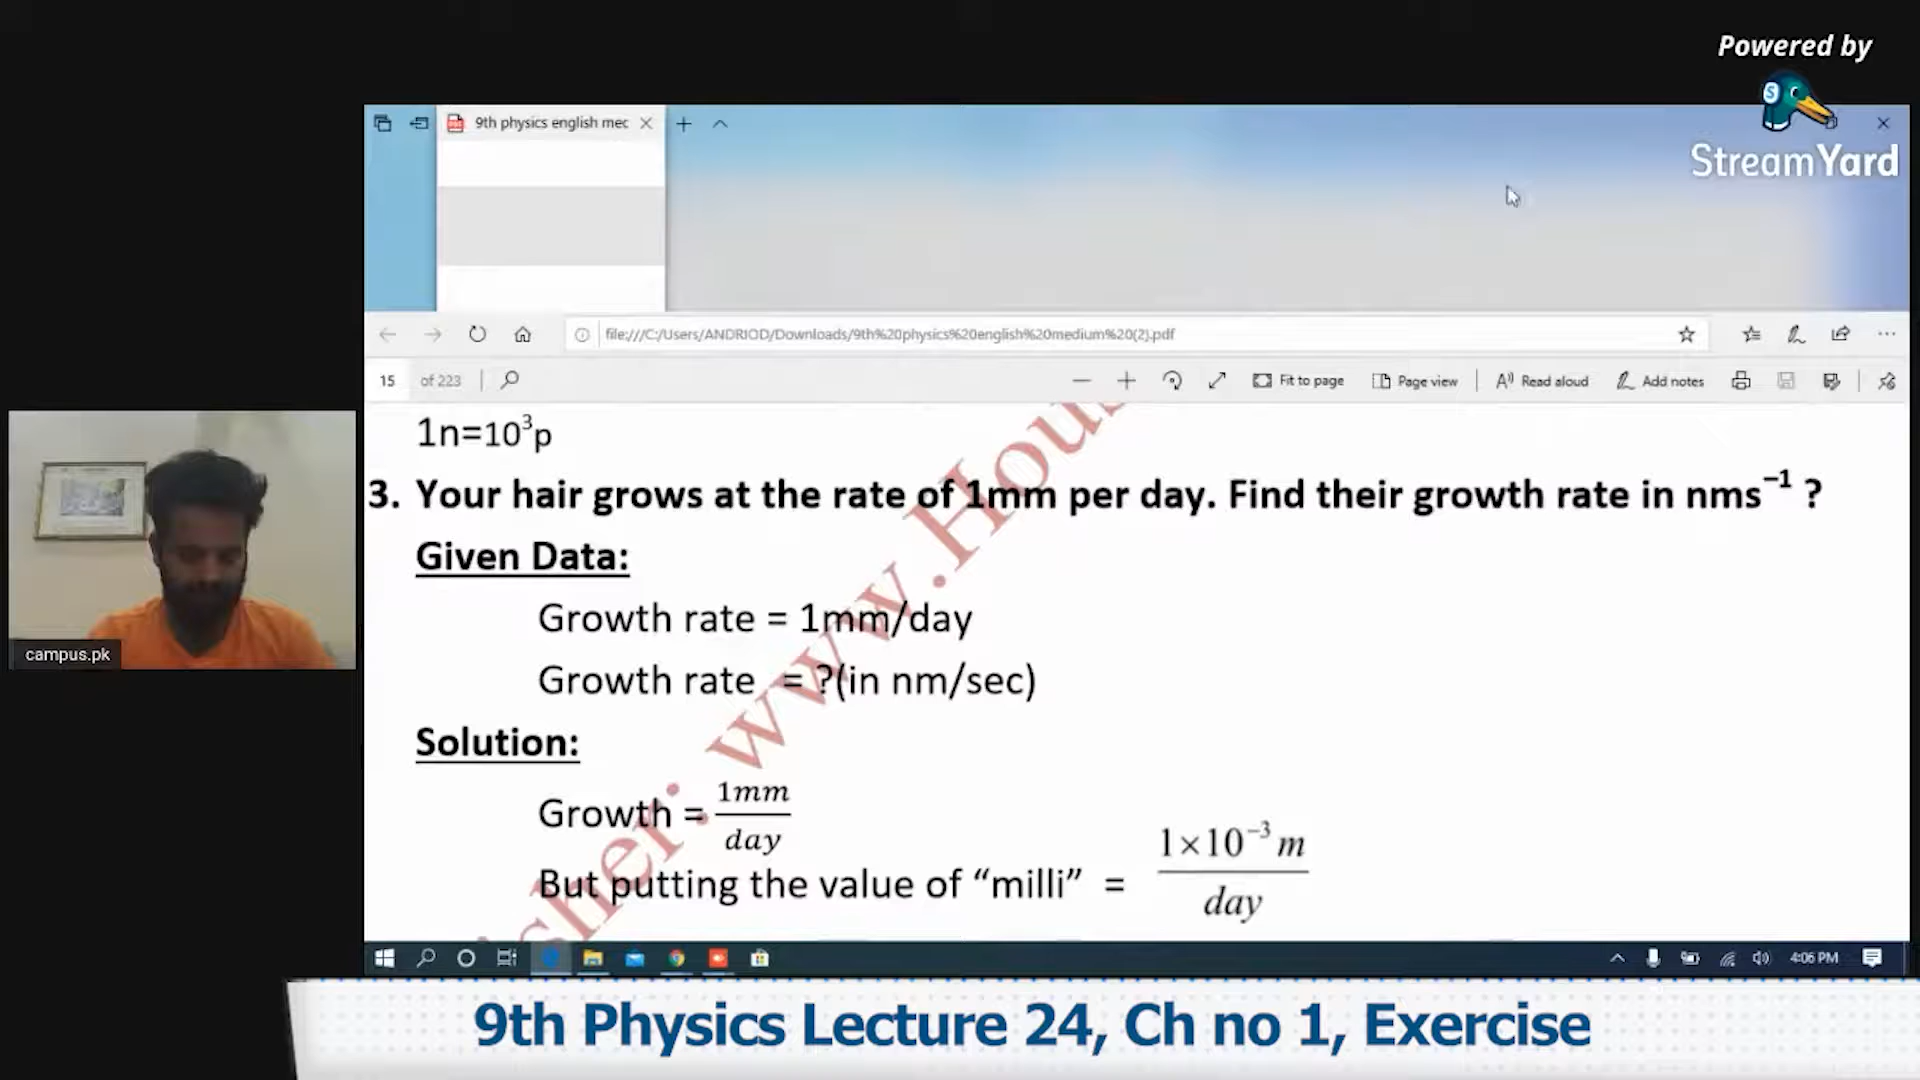 Powered by
StreamYard
9th physics english mec
file:///C:/Users/ANDRIOD/Downloads/9th%20physics%20english%20medium%20(2).pdf
15 of 223 Fit to page Page view Read aloud Add notes
1n=10³p
3. Your hair grows at the rate of 1mm per day. Find their growth rate in nms⁻¹ ?
Given Data:
Growth rate = 1mm/day
Growth rate = ?(in nm/sec)
Solution:
Growth = 1mm/day
But putting the value of “milli” = 1×10⁻³ m/day
isher: www.Hous
campus.pk
4:06 PM
9th Physics Lecture 24, Ch no 1, Exercise